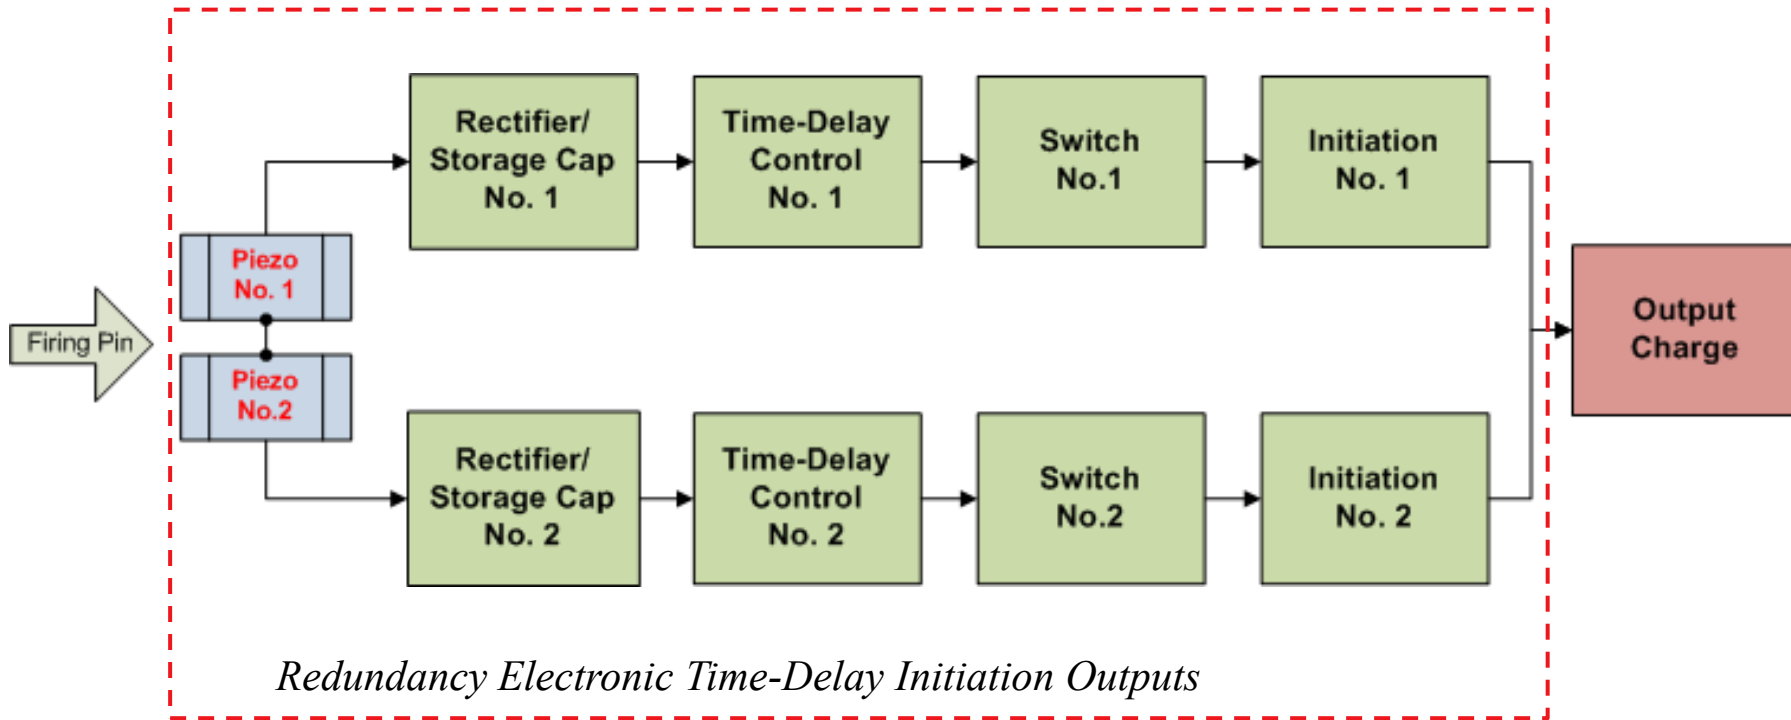 Firing Pin
Piezo
No. 1
Piezo
No.2
Rectifier/
Storage Cap
No. 1
Time-Delay
Control
No. 1
Switch
No.1
Initiation
No. 1
Rectifier/
Storage Cap
No. 2
Time-Delay
Control
No. 2
Switch
No.2
Initiation
No. 2
Output
Charge
Redundancy Electronic Time-Delay Initiation Outputs